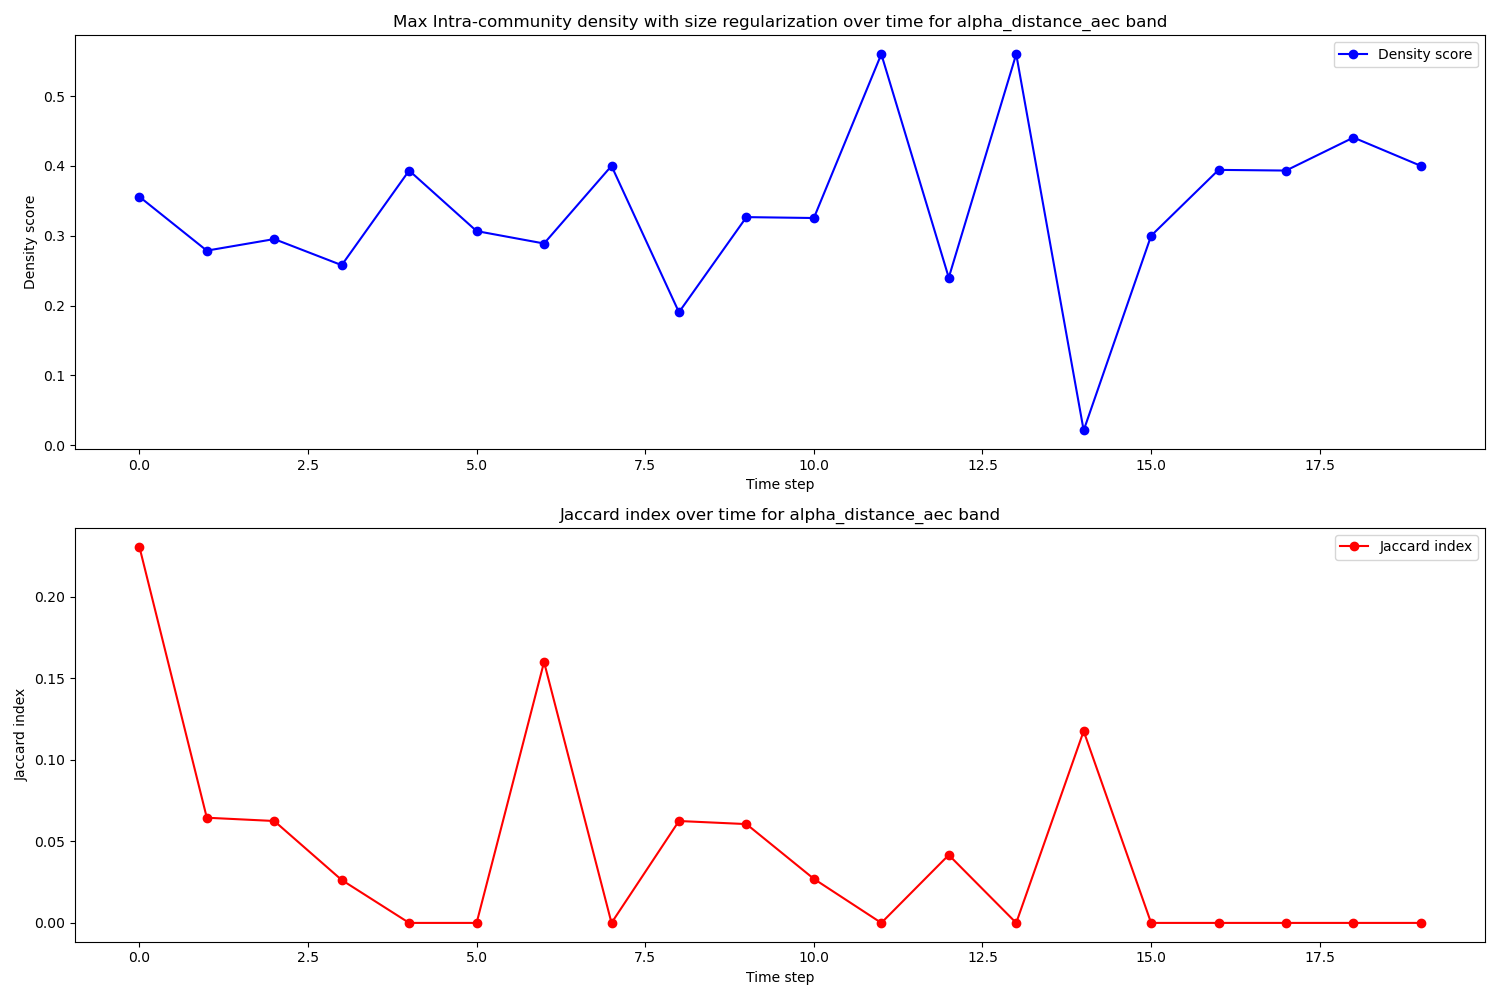 Max Intra-community density with size regularization over time for alpha_distance_aec band
Density score
Density score
0.5
0.4
0.3
0.2
0.1
0.0
0.0 2.5 5.0 7.5 10.0 12.5 15.0 17.5
Time step
Jaccard index over time for alpha_distance_aec band
Jaccard index
Jaccard index
0.20
0.15
0.10
0.05
0.00
0.0 2.5 5.0 7.5 10.0 12.5 15.0 17.5
Time step